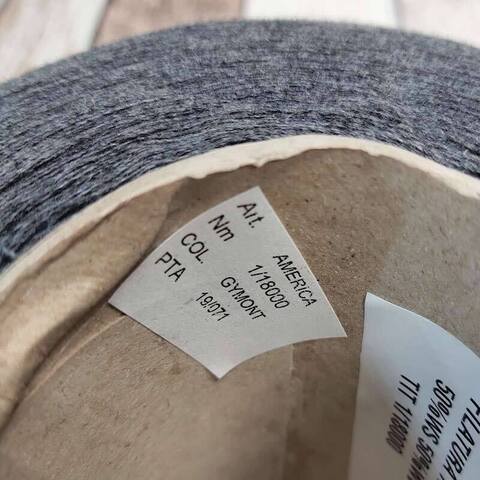 Art. AMERICA
Nm 1/18000
COL. GYMONT
PTA 19/071
FILATURA
50%WS 50%
TIT 1/18000